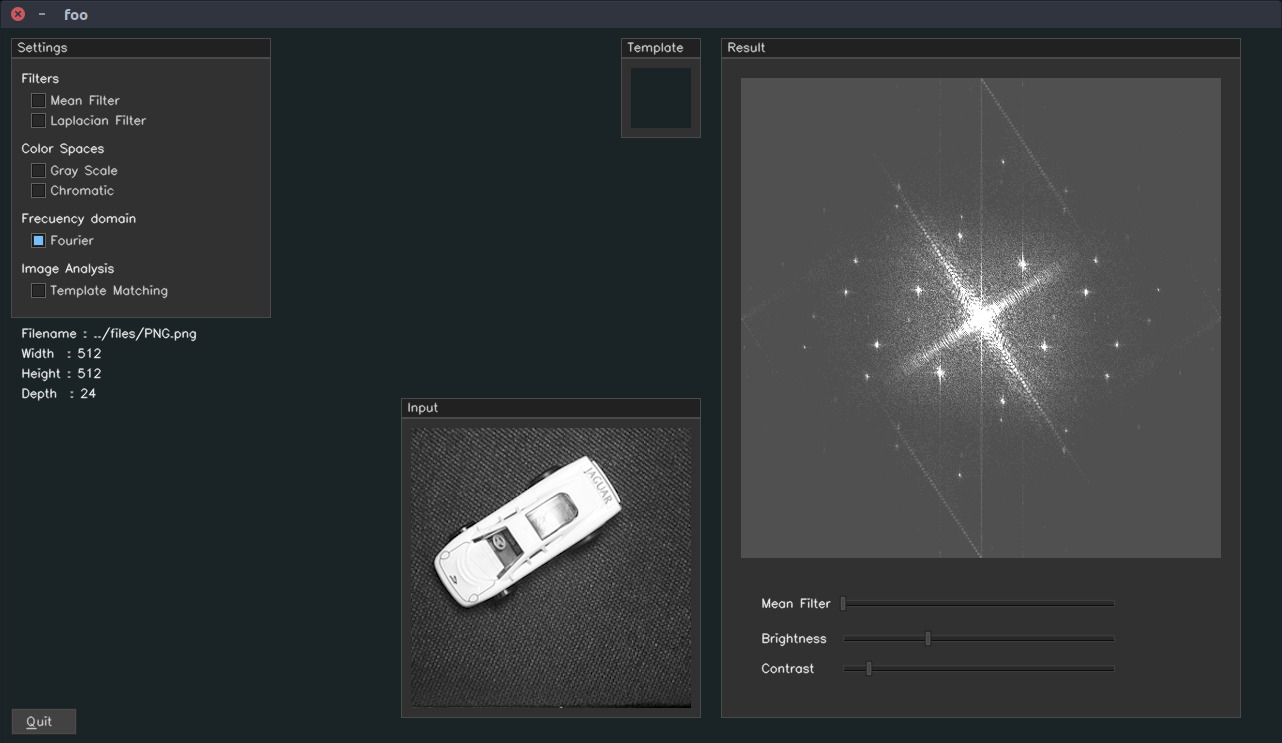 foo
Settings
Filters
Mean Filter
Laplacian Filter
Color Spaces
Gray Scale
Chromatic
Frecuency domain
Fourier
Image Analysis
Template Matching
Filename : ../files/PNG.png
Width : 512
Height : 512
Depth : 24
Quit
Template
Input
JAGUAR
Result
Mean Filter
Brightness
Contrast